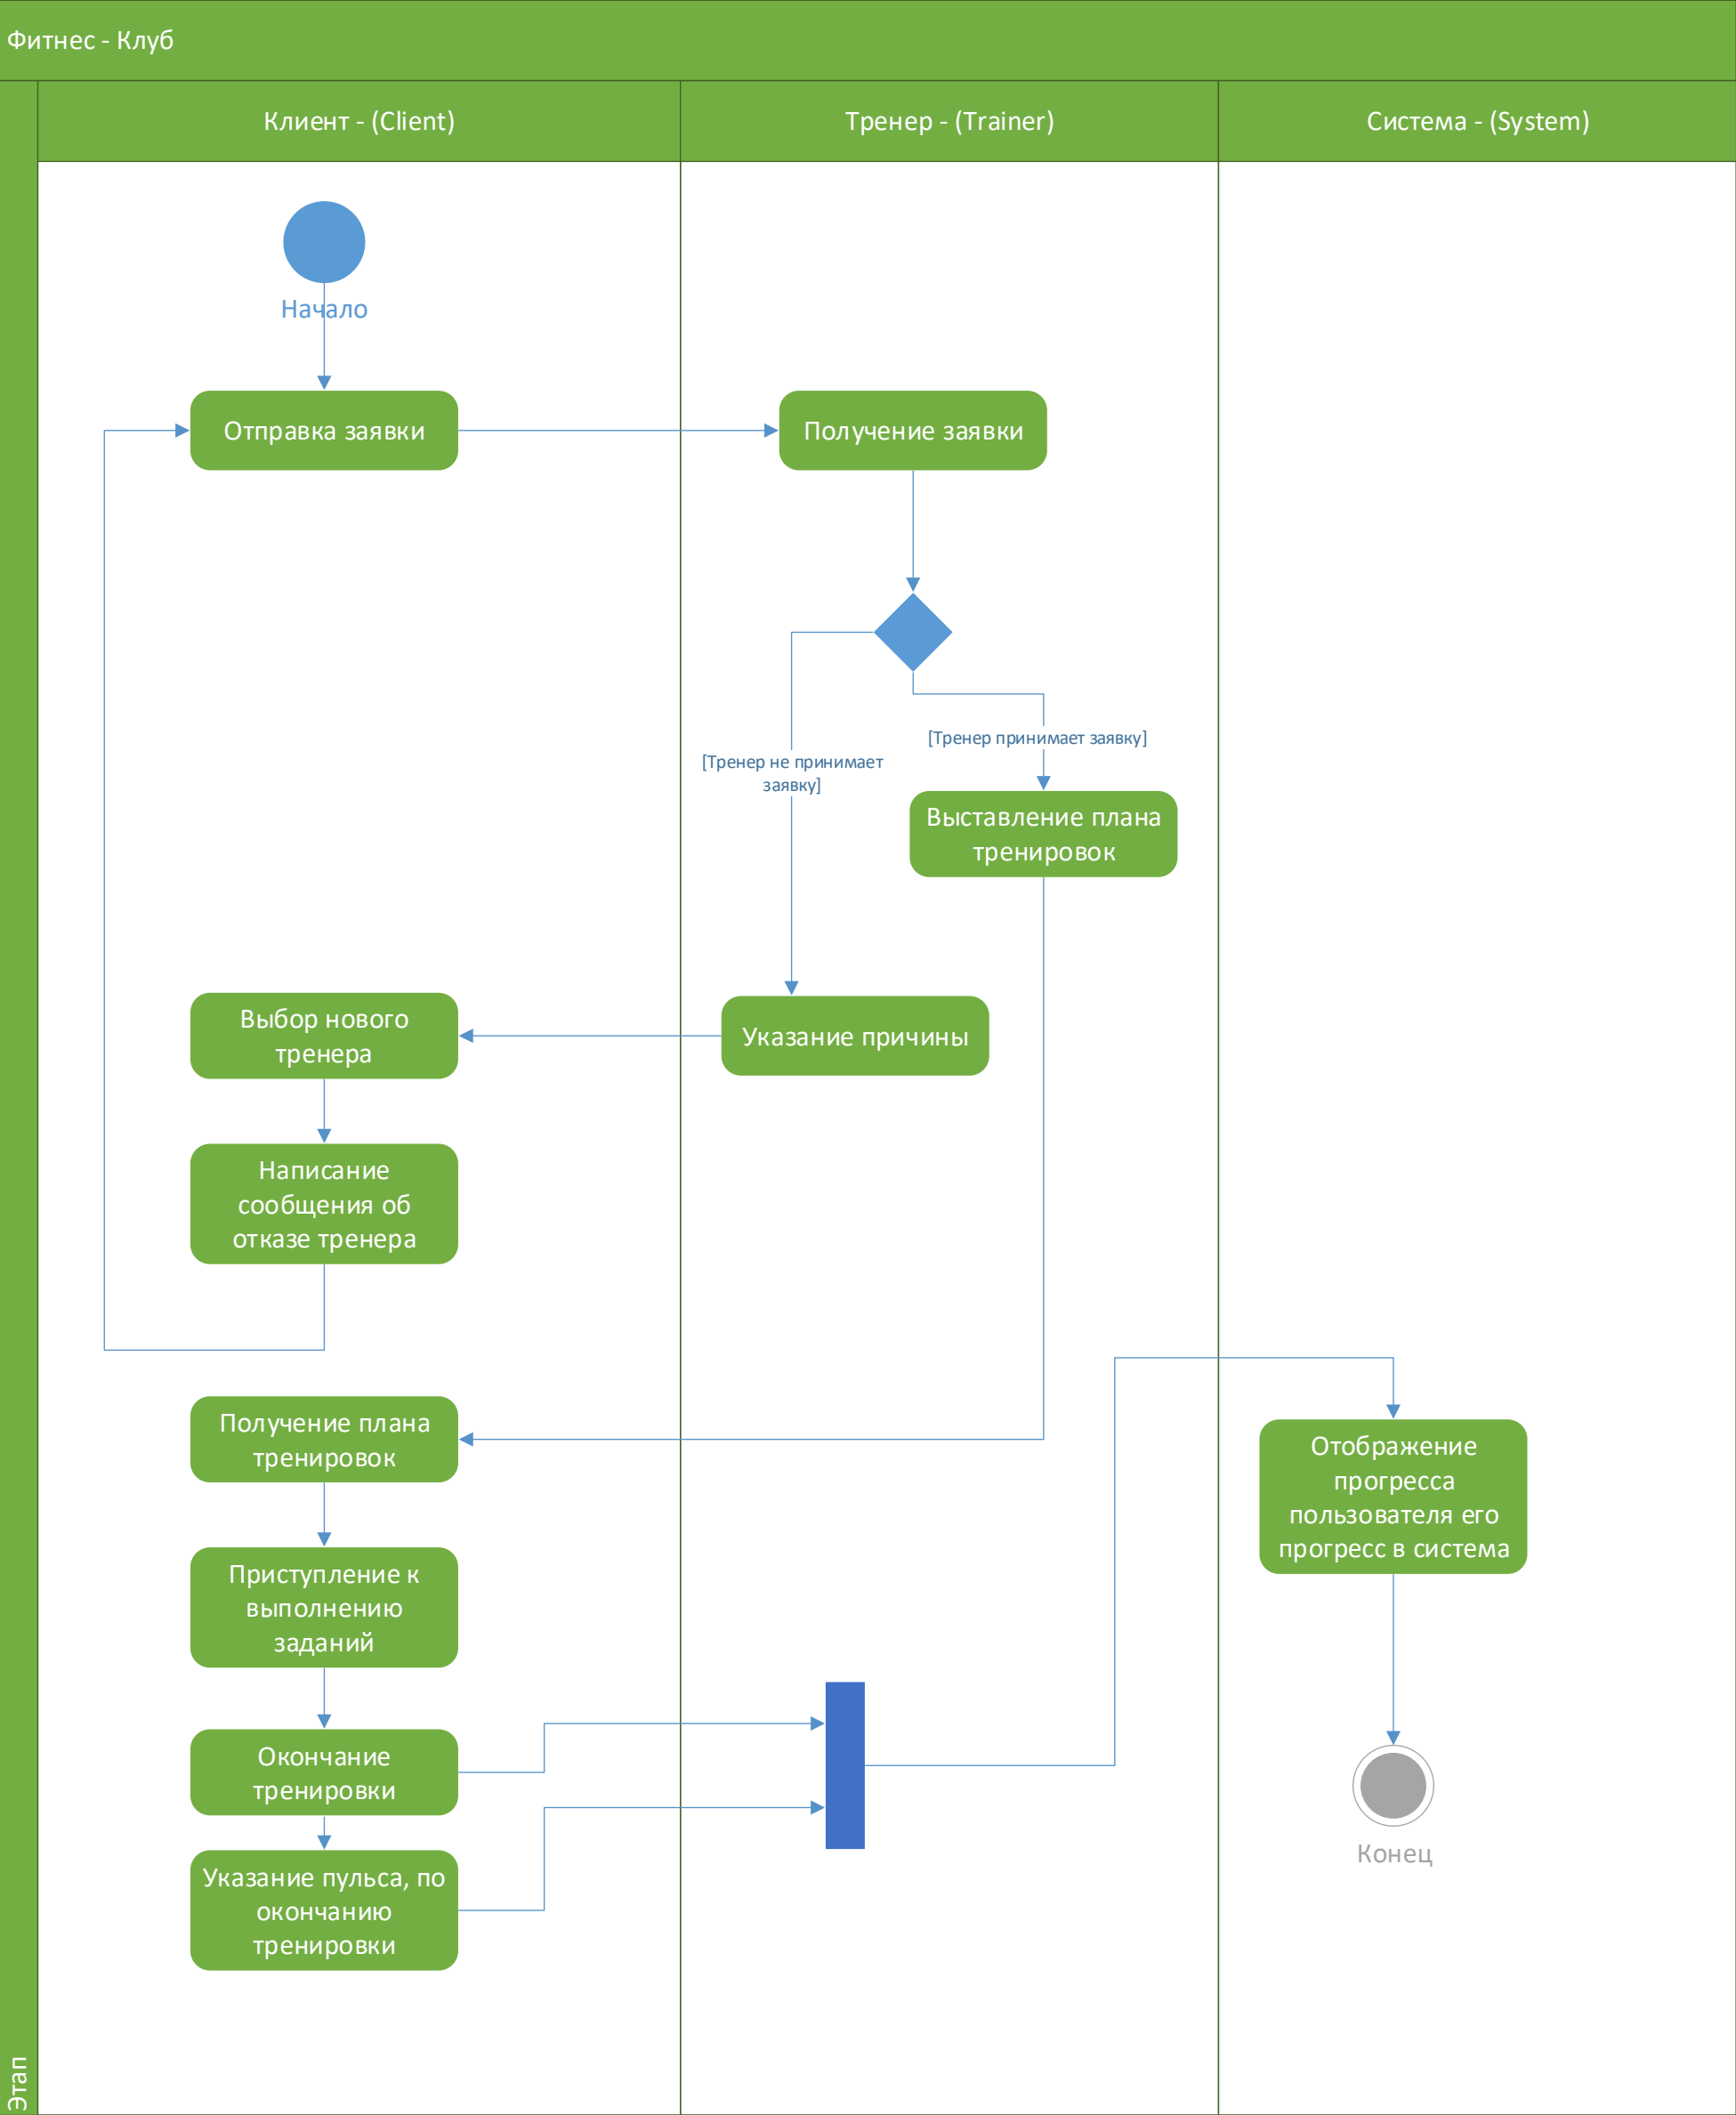 Фитнес - Клуб
Клиент - (Client)
Тренер - (Trainer)
Система - (System)
Начало
Отправка заявки
Получение заявки
[Тренер принимает заявку]
[Тренер не принимает
заявку]
Выставление плана
тренировок
Выбор нового
тренера
Указание причины
Написание
сообщения об
отказе тренера
Получение плана
тренировок
Отображение
прогресса
пользователя его
прогресс в система
Приступление к
выполнению
заданий
Окончание
тренировки
Конец
Указание пульса, по
окончанию
тренировки
Этап